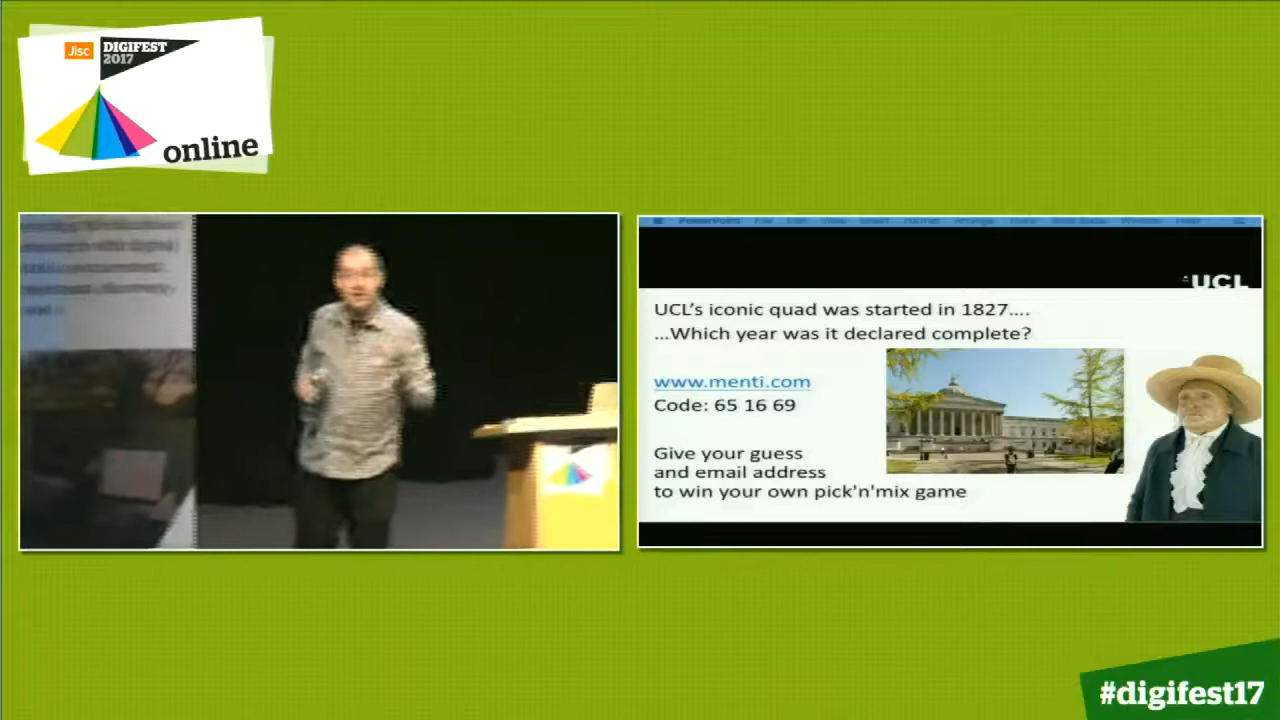 Jisc
DIGIFEST
2017
online
UCL
UCL's iconic quad was started in 1827....
...Which year was it declared complete?
www.menti.com
Code: 65 16 69
Give your guess
and email address
to win your own pick'n'mix game
#digifest17